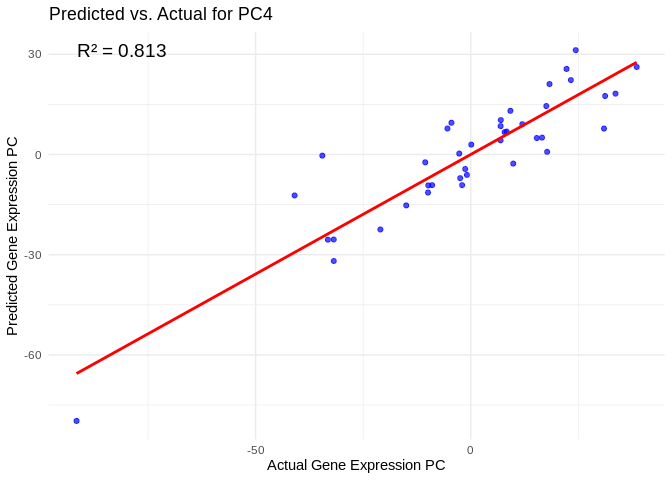 Predicted vs. Actual for PC4
R² = 0.813
30
0
-30
-60
Predicted Gene Expression PC
-50
0
Actual Gene Expression PC